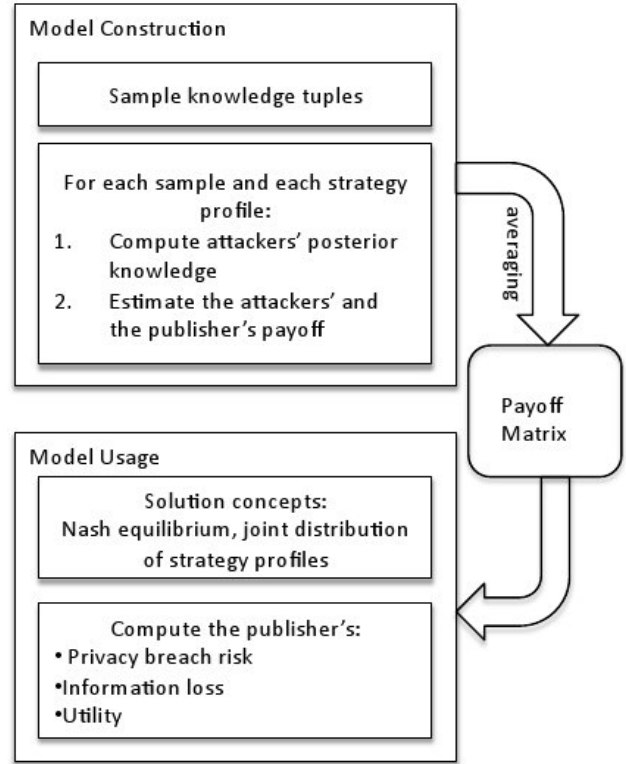 Model Construction
Sample knowledge tuples
For each sample and each strategy
profile:
1. Compute attackers' posterior
knowledge
2. Estimate the attackers' and
the publisher's payoff
averaging
Payoff
Matrix
Model Usage
Solution concepts:
Nash equilibrium, joint distribution
of strategy profiles
Compute the publisher's:
• Privacy breach risk
•Information loss
•Utility